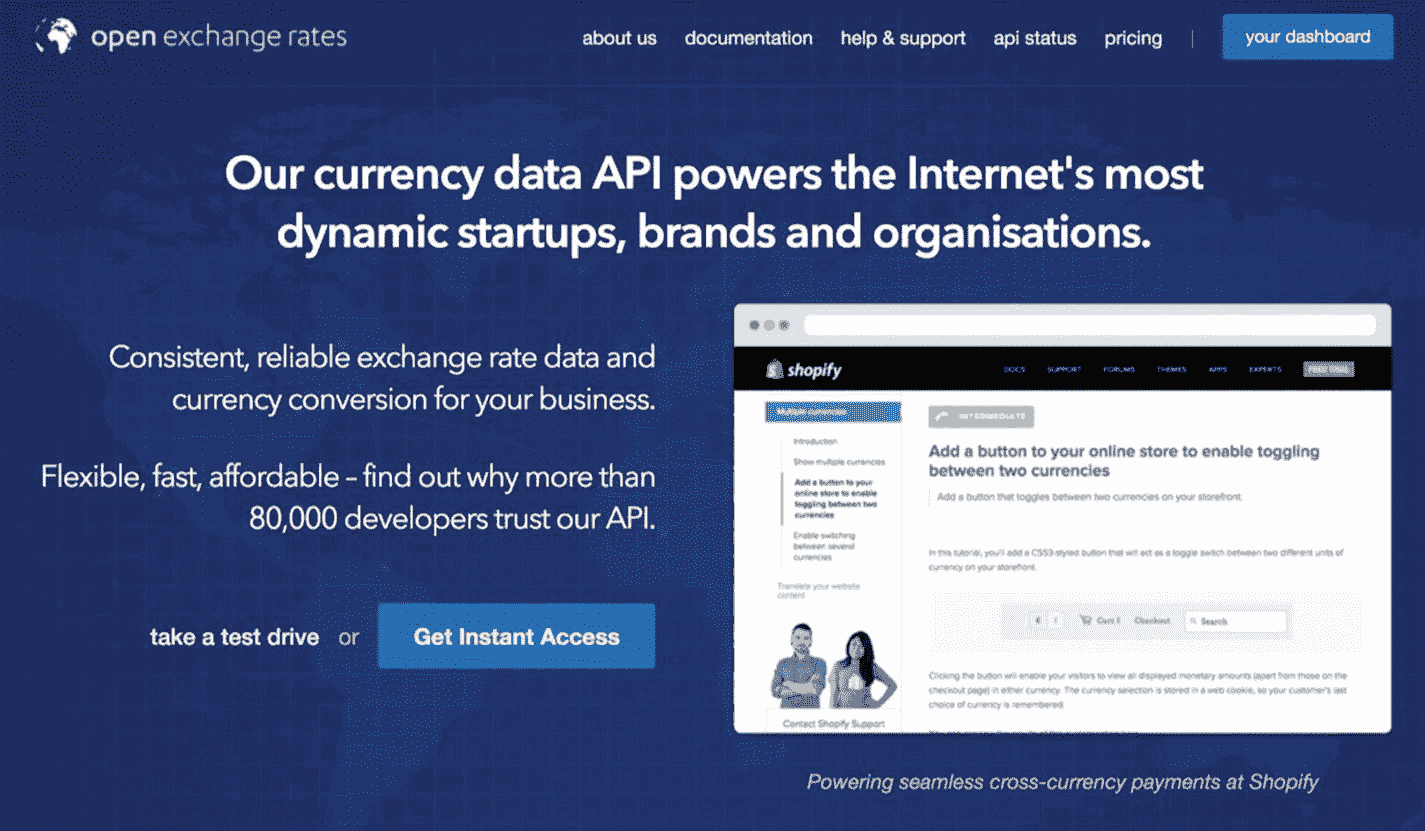 open exchange rates
about us documentation help & support api status pricing | your dashboard
Our currency data API powers the Internet's most
dynamic startups, brands and organisations.
Consistent, reliable exchange rate data and
currency conversion for your business.
Flexible, fast, affordable – find out why more than
80,000 developers trust our API.
take a test drive or Get Instant Access
shopify
DOCS SUPPORT FORUMS THEMES APPS EXPERTS FREE TRIAL
Multiple currencies
Introduction
Show multiple currencies
Add a button to your
online store to enable
toggling between two
currencies
Enable switching
between several
currencies
Translate your website
content
Contact Shopify Support
Add a button to your online store to enable toggling
between two currencies
Add a button that toggles between two currencies on your storefront.
In this tutorial, you'll add a CSS3-styled button that will act as a toggle switch between two different units of
currency on your storefront.
Cart Checkout Search
Clicking the button will enable your visitors to view all displayed monetary amounts (apart from those on the
checkout page) in either currency. The currency selection is stored in a web cookie, so your customer's last
choice of currency is remembered.
Powering seamless cross-currency payments at Shopify